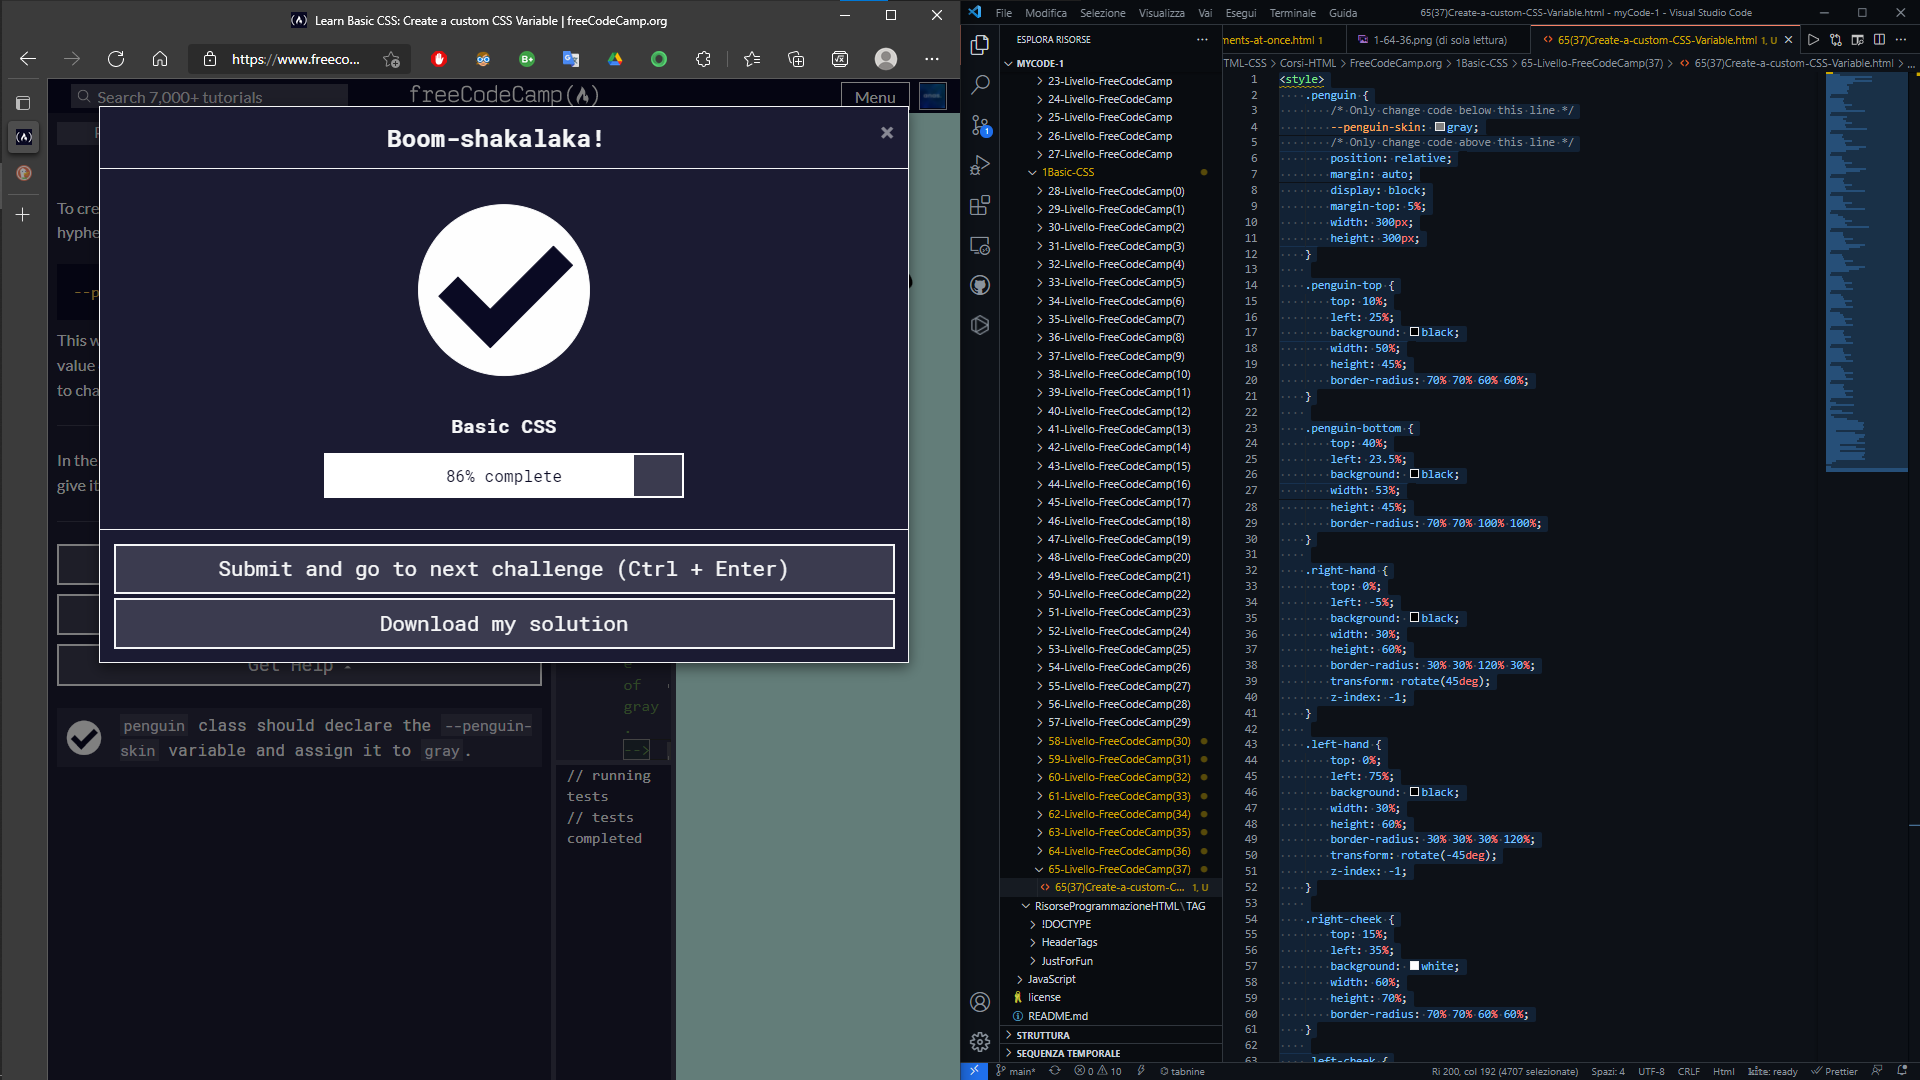 Learn Basic CSS: Create a custom CSS Variable | freeCodeCamp.org
https://www.freeco...
Search 7,000+ tutorials
freeCodeCamp
Menu
Boom-shakalaka!
×
To cre
hyphe
--p
This w
value
to cha
In the
give it
Basic CSS
86% complete
Submit and go to next challenge (Ctrl + Enter)
Download my solution
Get Help
penguin class should declare the --penguin-
skin variable and assign it to gray.
of
gray
.
-->
// running
tests
// tests
completed
File Modifica Selezione Visualizza Vai Esegui Terminale Guida
65(37)Create-a-custom-CSS-Variable.html - myCode-1 - Visual Studio Code
ESPLORA RISORSE
MYCODE-1
23-LivelloFreeCodeCamp
24-LivelloFreeCodeCamp
25-LivelloFreeCodeCamp
26-LivelloFreeCodeCamp
27-LivelloFreeCodeCamp
1Basic-CSS
28-Livello-FreeCodeCamp(0)
29-Livello-FreeCodeCamp(1)
30-Livello-FreeCodeCamp(2)
31-Livello-FreeCodeCamp(3)
32-Livello-FreeCodeCamp(4)
33-Livello-FreeCodeCamp(5)
34-Livello-FreeCodeCamp(6)
35-Livello-FreeCodeCamp(7)
36-Livello-FreeCodeCamp(8)
37-Livello-FreeCodeCamp(9)
38-Livello-FreeCodeCamp(10)
39-Livello-FreeCodeCamp(11)
40-Livello-FreeCodeCamp(12)
41-Livello-FreeCodeCamp(13)
42-Livello-FreeCodeCamp(14)
43-Livello-FreeCodeCamp(15)
44-Livello-FreeCodeCamp(16)
45-Livello-FreeCodeCamp(17)
46-Livello-FreeCodeCamp(18)
47-Livello-FreeCodeCamp(19)
48-Livello-FreeCodeCamp(20)
49-Livello-FreeCodeCamp(21)
50-Livello-FreeCodeCamp(22)
51-Livello-FreeCodeCamp(23)
52-Livello-FreeCodeCamp(24)
53-Livello-FreeCodeCamp(25)
54-Livello-FreeCodeCamp(26)
55-Livello-FreeCodeCamp(27)
56-Livello-FreeCodeCamp(28)
57-Livello-FreeCodeCamp(29)
58-Livello-FreeCodeCamp(30)
59-Livello-FreeCodeCamp(31)
60-Livello-FreeCodeCamp(32)
61-Livello-FreeCodeCamp(33)
62-Livello-FreeCodeCamp(34)
63-Livello-FreeCodeCamp(35)
64-Livello-FreeCodeCamp(36)
65-Livello-FreeCodeCamp(37)
65(37)Create-a-custom-C... 1, U
RisorseProgrammazioneHTML\TAG
!DOCTYPE
HeaderTags
JustForFun
JavaScript
license
README.md
STRUTTURA
SEQUENZA TEMPORALE
ments-at-once.html 1
1-64-36.png (di sola lettura)
65(37)Create-a-custom-CSS-Variable.html 1, U
TML-CSS > Corsi-HTML > FreeCodeCamp.org > 1Basic-CSS > 65-Livello-FreeCodeCamp(37) > 65(37)Create-a-custom-CSS-Variable.html > ...
1 <style>
2 .penguin {
3 /* Only change code below this line */
4 --penguin-skin: gray;
5 /* Only change code above this line */
6 position: relative;
7 margin: auto;
8 display: block;
9 margin-top: 5%;
10 width: 300px;
11 height: 300px;
12 }
13
14 .penguin-top {
15 top: 10%;
16 left: 25%;
17 background: black;
18 width: 50%;
19 height: 45%;
20 border-radius: 70% 70% 60% 60%;
21 }
22
23 .penguin-bottom {
24 top: 40%;
25 left: 23.5%;
26 background: black;
27 width: 53%;
28 height: 45%;
29 border-radius: 70% 70% 100% 100%;
30 }
31
32 .right-hand {
33 top: 0%;
34 left: -5%;
35 background: black;
36 width: 30%;
37 height: 60%;
38 border-radius: 30% 30% 120% 30%;
39 transform: rotate(45deg);
40 z-index: -1;
41 }
42
43 .left-hand {
44 top: 0%;
45 left: 75%;
46 background: black;
47 width: 30%;
48 height: 60%;
49 border-radius: 30% 30% 30% 120%;
50 transform: rotate(-45deg);
51 z-index: -1;
52 }
53
54 .right-cheek {
55 top: 15%;
56 left: 35%;
57 background: white;
58 width: 60%;
59 height: 70%;
60 border-radius: 70% 70% 60% 60%;
61 }
62
63 .left-cheek {
main* 0 10 tabnine
Ri 200, col 192 (4707 selezionate) Spazi: 4 UTF-8 CRLF Html kite: ready Prettier